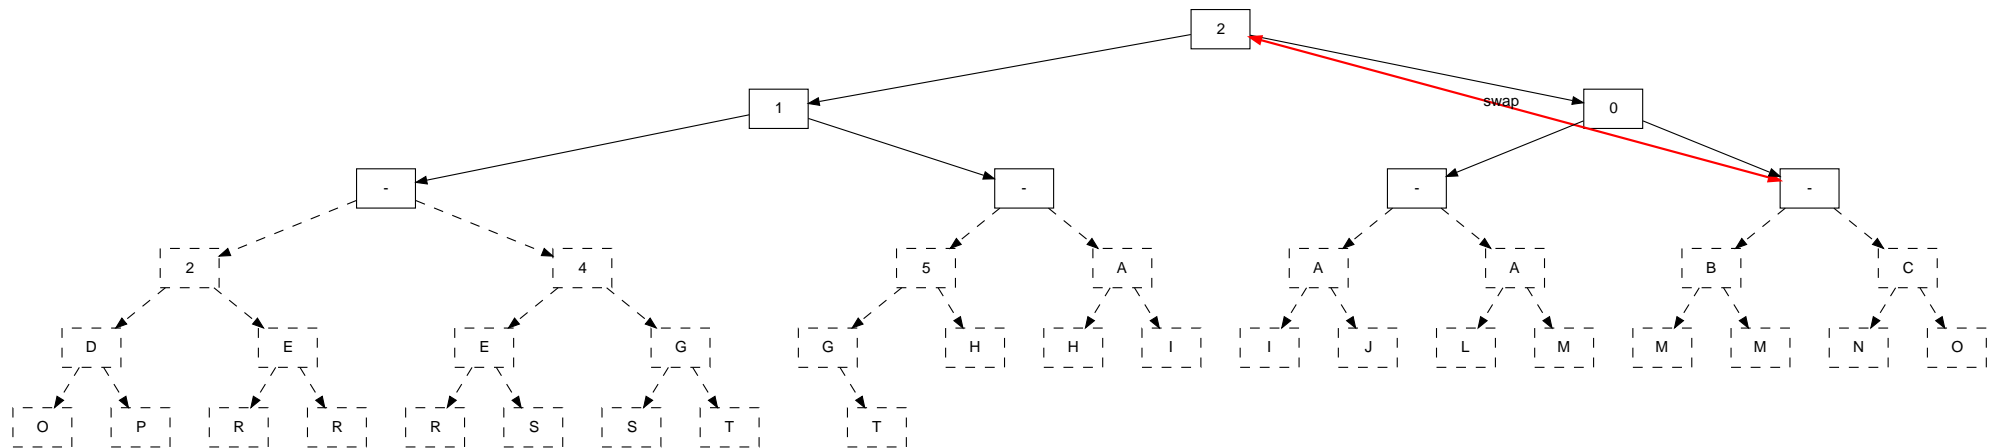 2
swap
1 0
- - - -
2 4 5 A A A B C
D E E G G H H I I J L M M M N O
O P R R R S S T T